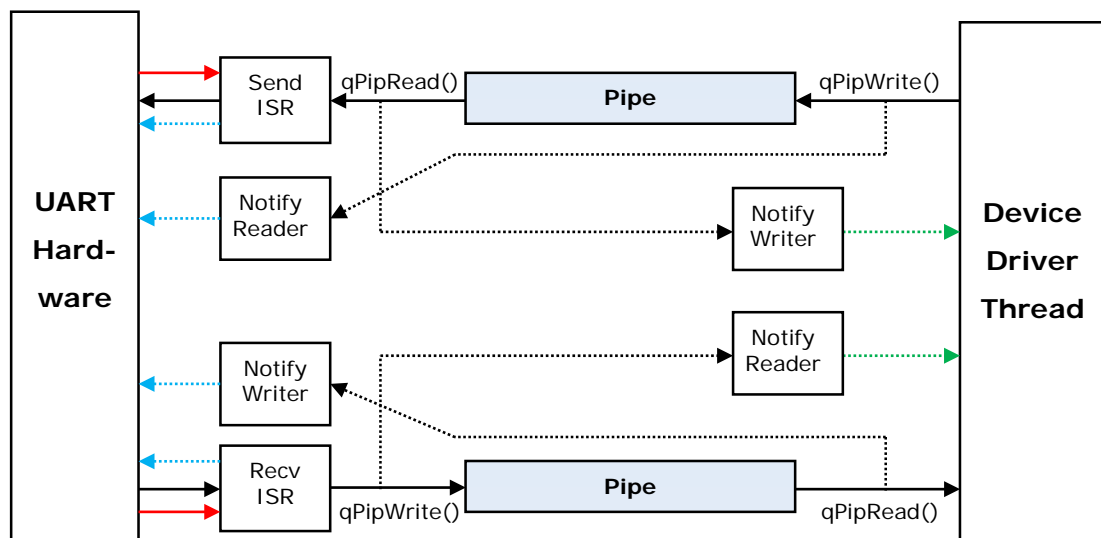 Send
ISR
qPipRead()
Pipe
qPipWrite()
UART
Hard-
ware
Notify
Reader
Notify
Writer
Device
Driver
Thread
Notify
Writer
Notify
Reader
Recv
ISR
qPipWrite()
Pipe
qPipRead()